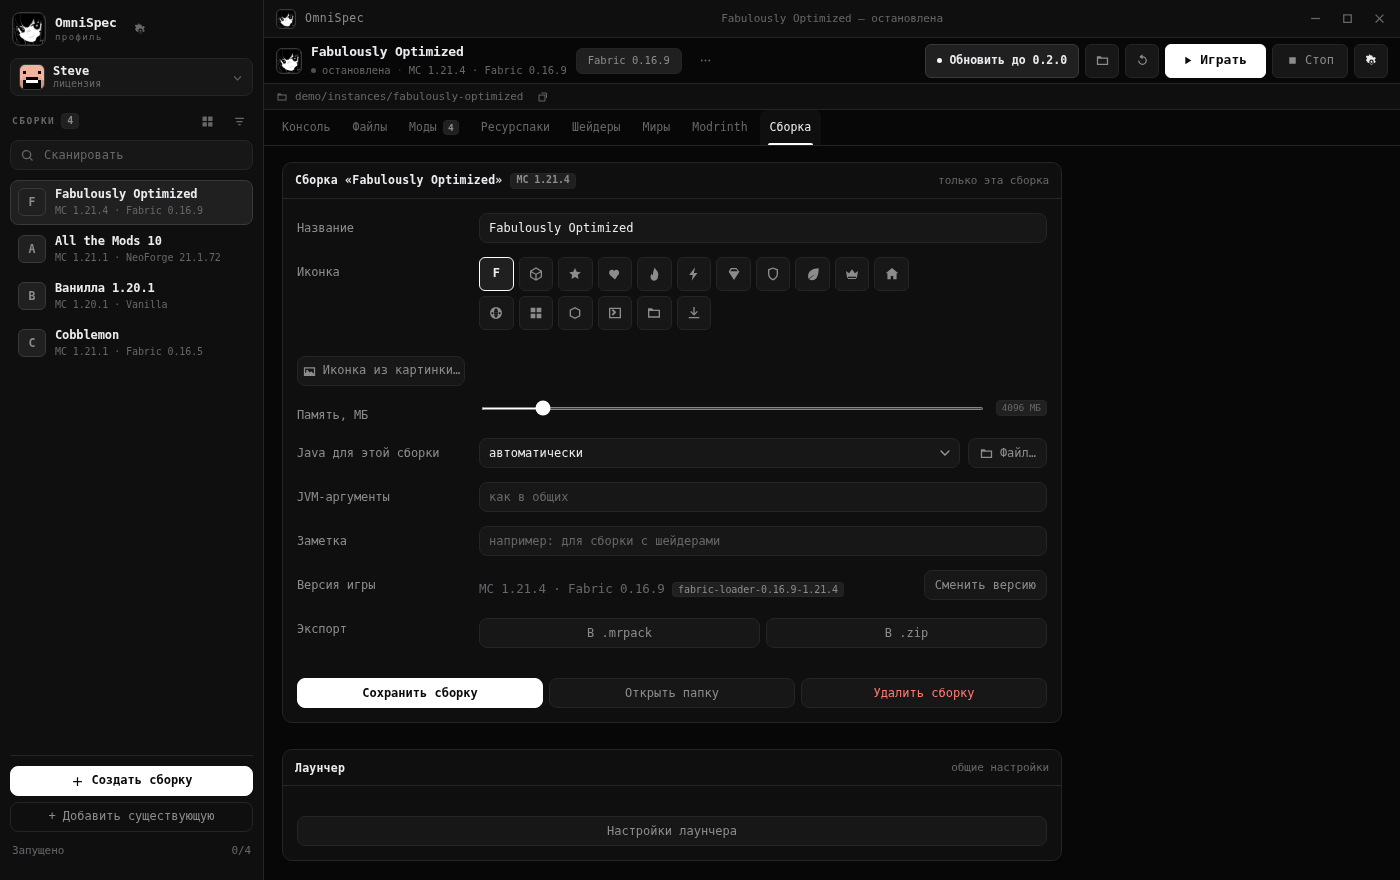 OmniSpec
профиль
Steve
лицензия
СБОРКИ 4
Сканировать
F
Fabulously Optimized
MC 1.21.4 · Fabric 0.16.9
A
All the Mods 10
MC 1.21.1 · NeoForge 21.1.72
B
Ванилла 1.20.1
MC 1.20.1 · Vanilla
C
Cobblemon
MC 1.21.1 · Fabric 0.16.5
+ Создать сборку
+ Добавить существующую
Запущено 0/4
OmniSpec
Fabulously Optimized — остановлена
Fabulously Optimized
остановлена · MC 1.21.4 · Fabric 0.16.9
Fabric 0.16.9
Обновить до 0.2.0
Играть
Стоп
demo/instances/fabulously-optimized
Консоль Файлы Моды 4 Ресурспаки Шейдеры Миры Modrinth Сборка
Сборка «Fabulously Optimized» MC 1.21.4 только эта сборка
Название Fabulously Optimized
Иконка F
Иконка из картинки…
Память, МБ 4096 МБ
Java для этой сборки автоматически Файл…
JVM-аргументы как в общих
Заметка например: для сборки с шейдерами
Версия игры MC 1.21.4 · Fabric 0.16.9 fabric-loader-0.16.9-1.21.4 Сменить версию
Экспорт В .mrpack В .zip
Сохранить сборку Открыть папку Удалить сборку
Лаунчер общие настройки
Настройки лаунчера